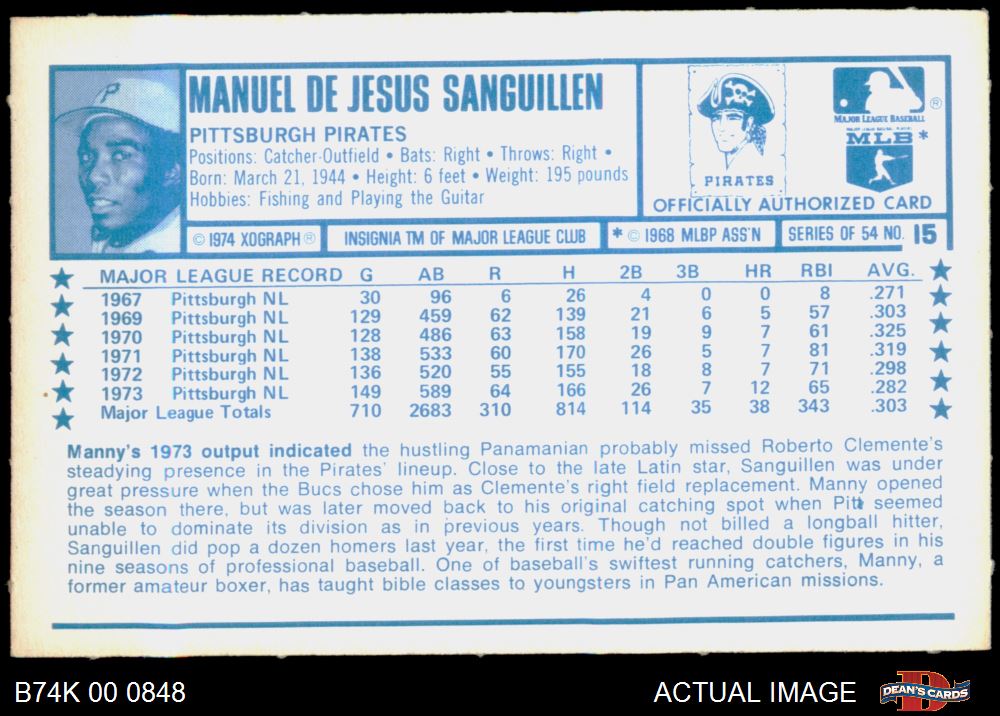 P
MANUEL DE JESUS SANGUILLEN
PITTSBURGH PIRATES
Positions: Catcher-Outfield • Bats: Right • Throws: Right •
Born: March 21, 1944 • Height: 6 feet • Weight: 195 pounds
Hobbies: Fishing and Playing the Guitar
PIRATES
®
MAJOR LEAGUE BASEBALL
MAJOR LEAGUE BASEBALL PLAYERS
MLB *
OFFICIALLY AUTHORIZED CARD
© 1974 XOGRAPH ®
INSIGNIA TM OF MAJOR LEAGUE CLUB
* © 1968 MLBP ASS'N
SERIES OF 54 NO. 15
MAJOR LEAGUE RECORD G AB R H 2B 3B HR RBI AVG.
1967 Pittsburgh NL 30 96 6 26 4 0 0 8 .271
1969 Pittsburgh NL 129 459 62 139 21 6 5 57 .303
1970 Pittsburgh NL 128 486 63 158 19 9 7 61 .325
1971 Pittsburgh NL 138 533 60 170 26 5 7 81 .319
1972 Pittsburgh NL 136 520 55 155 18 8 7 71 .298
1973 Pittsburgh NL 149 589 64 166 26 7 12 65 .282
Major League Totals 710 2683 310 814 114 35 38 343 .303
Manny's 1973 output indicated the hustling Panamanian probably missed Roberto Clemente's
steadying presence in the Pirates' lineup. Close to the late Latin star, Sanguillen was under
great pressure when the Bucs chose him as Clemente's right field replacement. Manny opened
the season there, but was later moved back to his original catching spot when Pitt seemed
unable to dominate its division as in previous years. Though not billed a longball hitter,
Sanguillen did pop a dozen homers last year, the first time he'd reached double figures in his
nine seasons of professional baseball. One of baseball's swiftest running catchers, Manny, a
former amateur boxer, has taught bible classes to youngsters in Pan American missions.
B74K 00 0848
ACTUAL IMAGE
DEAN'S CARDS